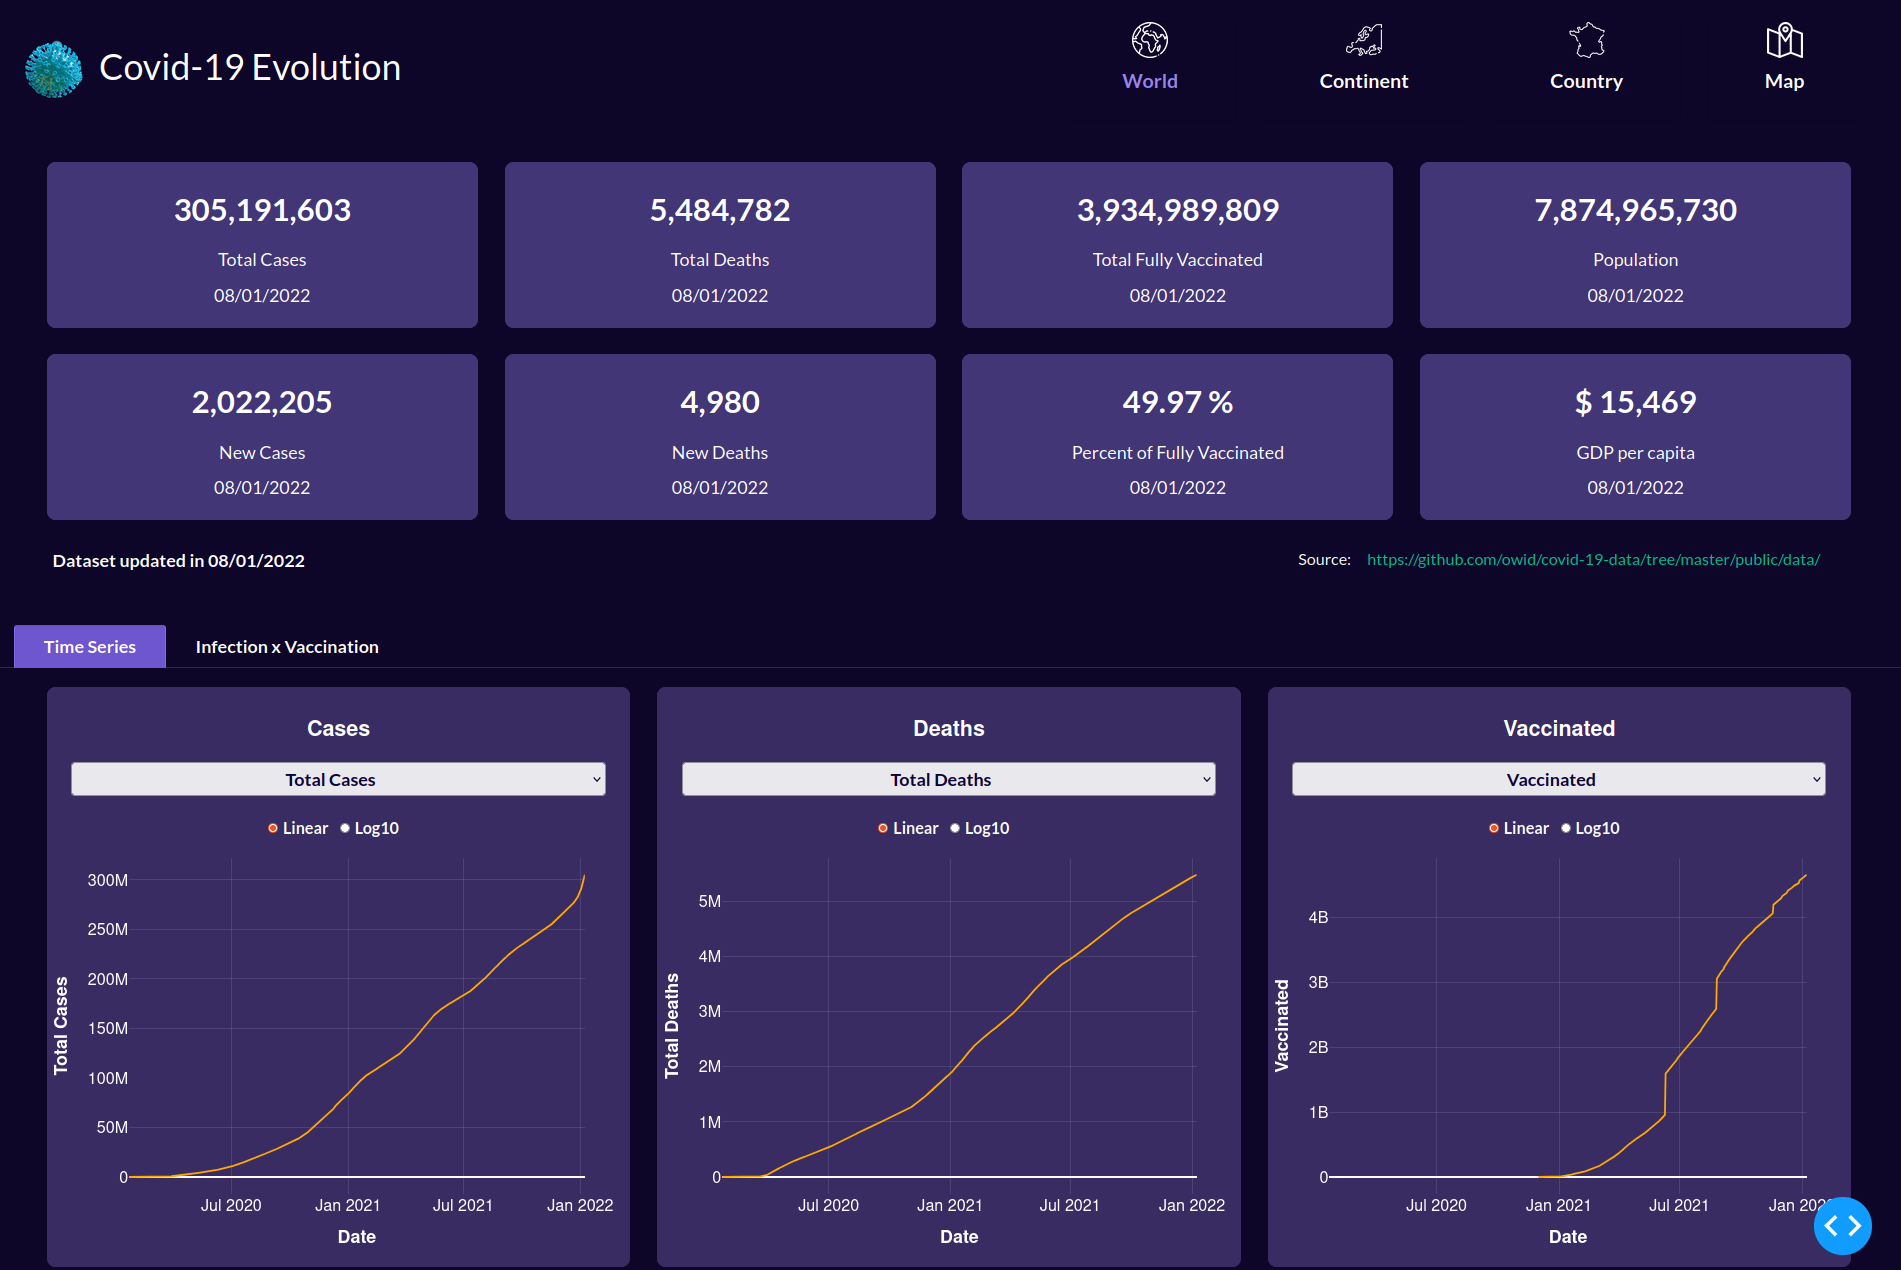 Covid-19 Evolution
World
Continent
Country
Map
305,191,603
Total Cases
08/01/2022
5,484,782
Total Deaths
08/01/2022
3,934,989,809
Total Fully Vaccinated
08/01/2022
7,874,965,730
Population
08/01/2022
2,022,205
New Cases
08/01/2022
4,980
New Deaths
08/01/2022
49.97 %
Percent of Fully Vaccinated
08/01/2022
$ 15,469
GDP per capita
08/01/2022
Dataset updated in 08/01/2022
Source: https://github.com/owid/covid-19-data/tree/master/public/data/
Time Series
Infection x Vaccination
Cases
Total Cases
Linear Log10
300M
250M
200M
150M
100M
50M
0
Total Cases
Jul 2020 Jan 2021 Jul 2021 Jan 2022
Date
Deaths
Total Deaths
Linear Log10
5M
4M
3M
2M
1M
0
Total Deaths
Jul 2020 Jan 2021 Jul 2021 Jan 2022
Date
Vaccinated
Vaccinated
Linear Log10
4B
3B
2B
1B
0
Vaccinated
Jul 2020 Jan 2021 Jul 2021 Jan
Date